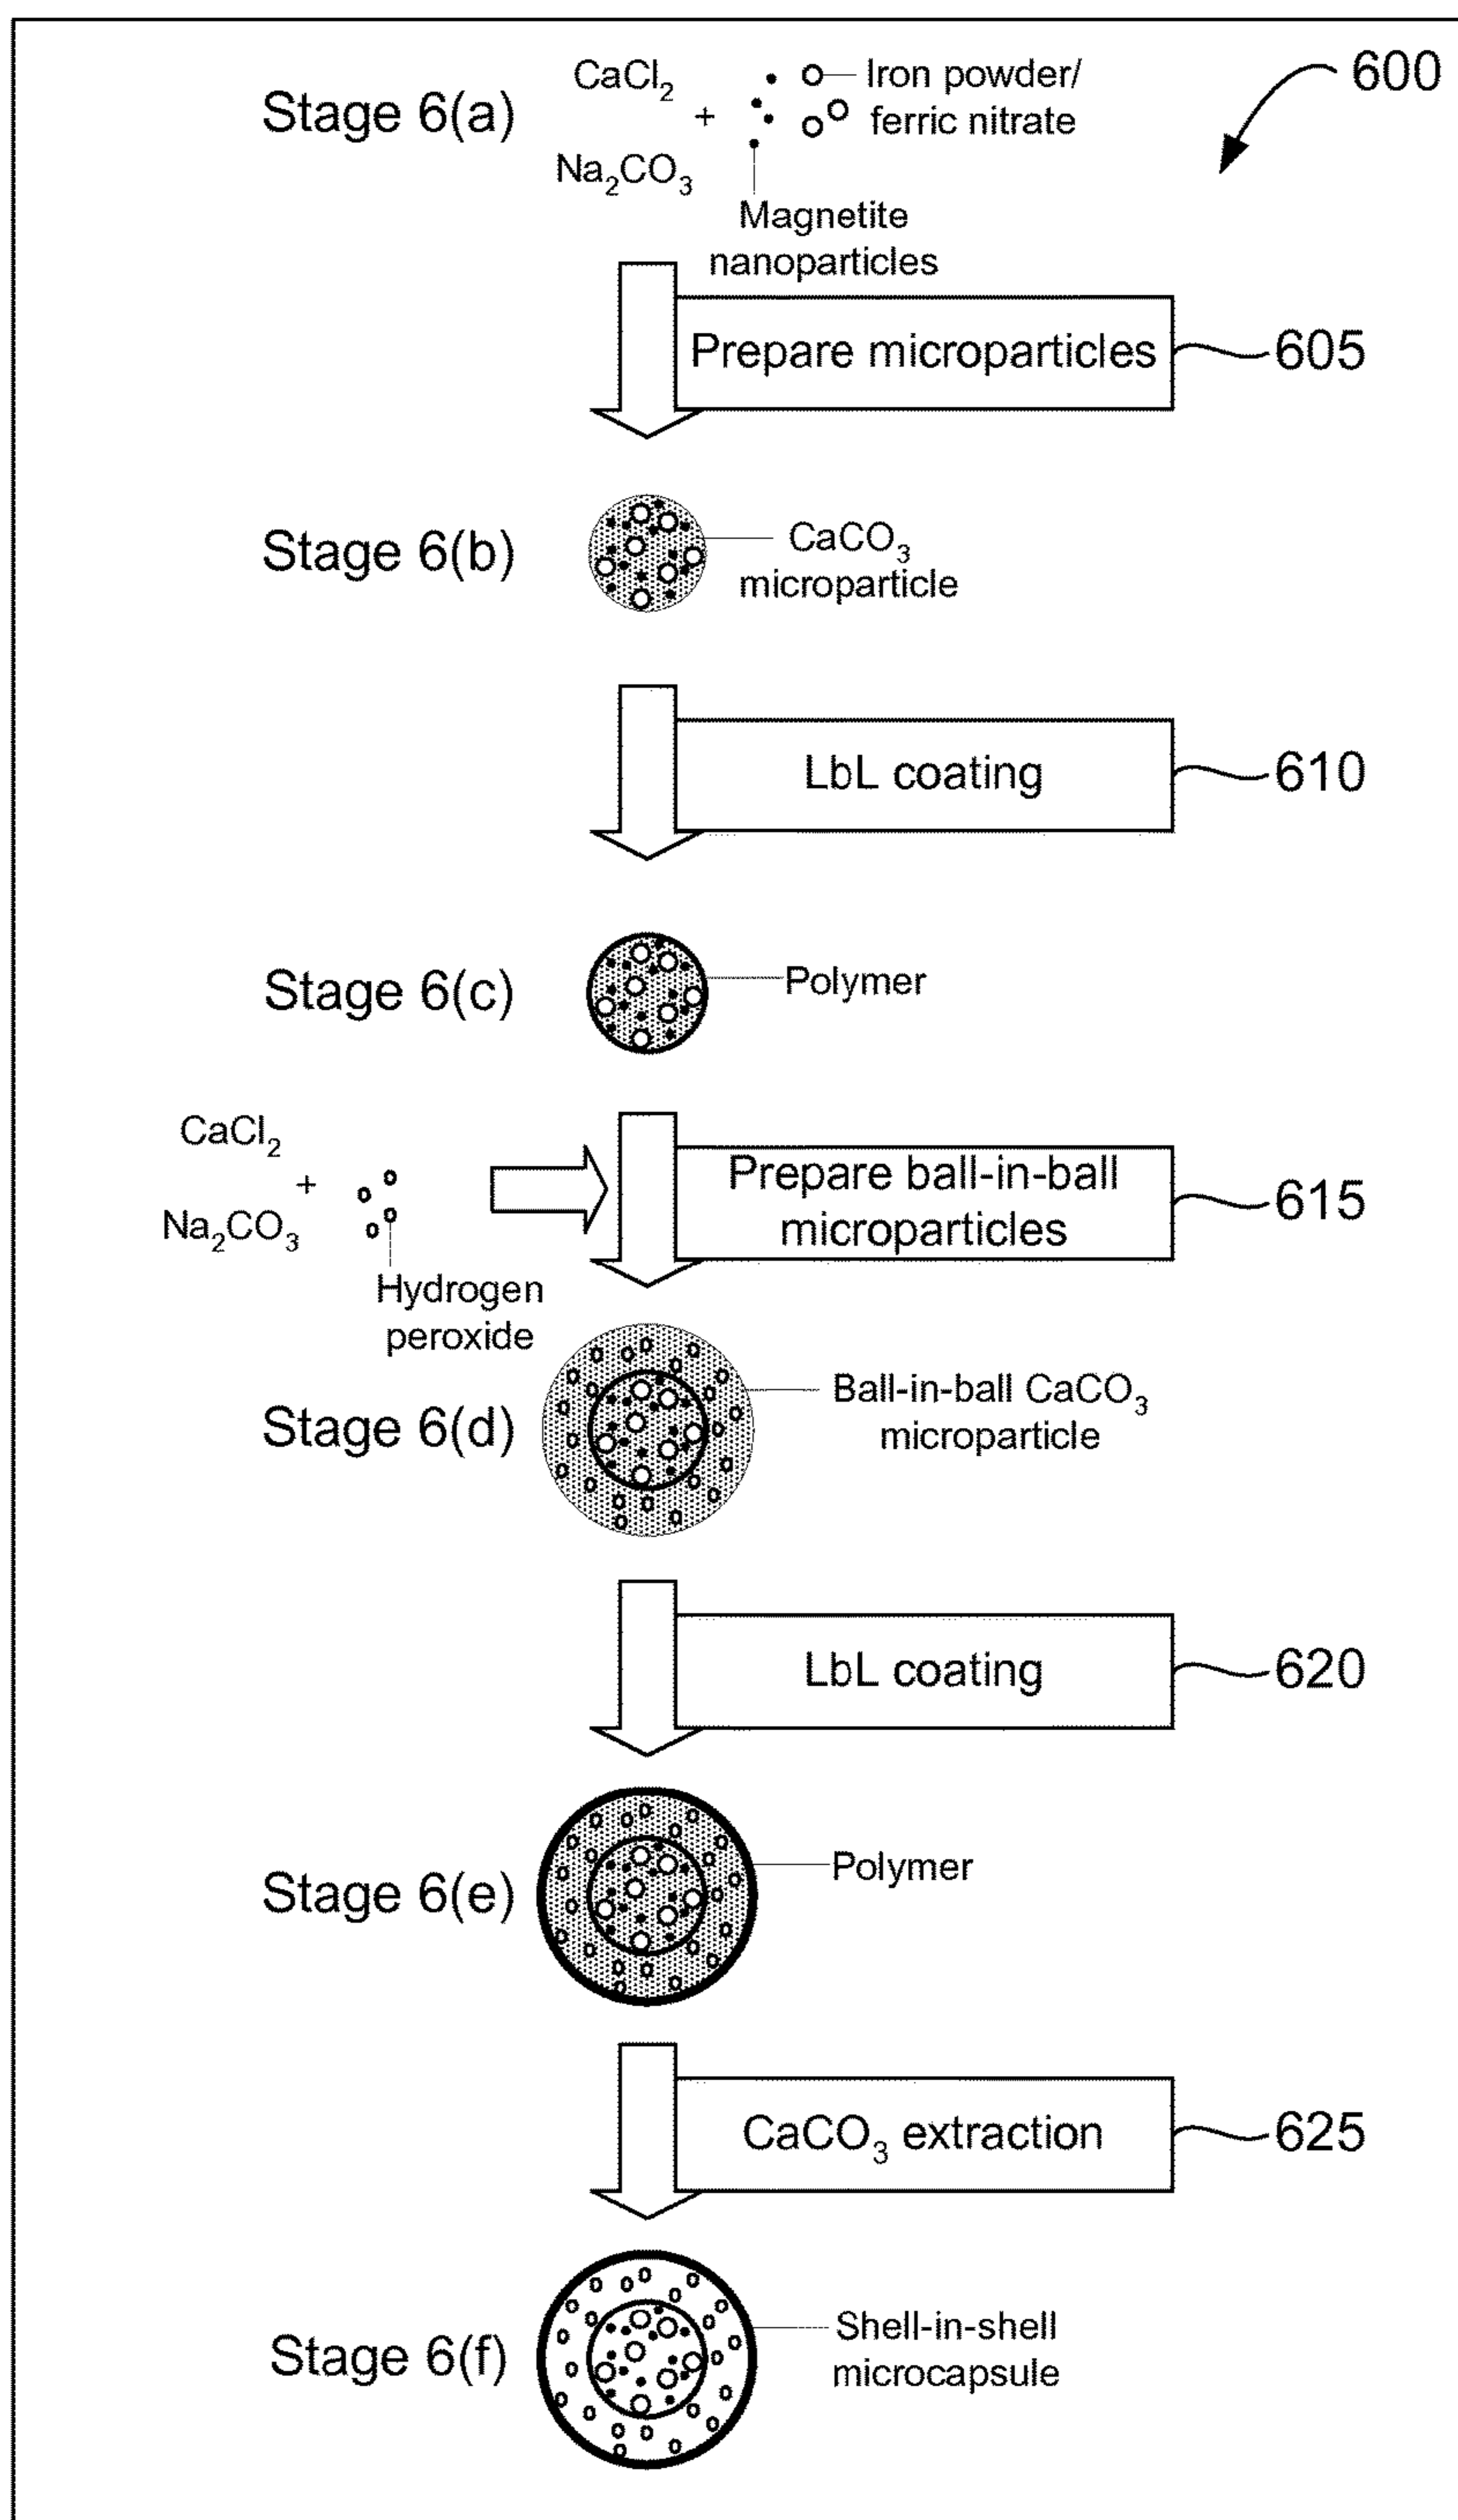 600
Stage 6(a)
CaCl2
+
Na2CO3
Iron powder/
ferric nitrate
Magnetite
nanoparticles
Prepare microparticles
605
Stage 6(b)
CaCO3
microparticle
LbL coating
610
Stage 6(c)
Polymer
CaCl2
+
Na2CO3
Hydrogen
peroxide
Prepare ball-in-ball
microparticles
615
Stage 6(d)
Ball-in-ball CaCO3
microparticle
LbL coating
620
Stage 6(e)
Polymer
CaCO3 extraction
625
Stage 6(f)
Shell-in-shell
microcapsule